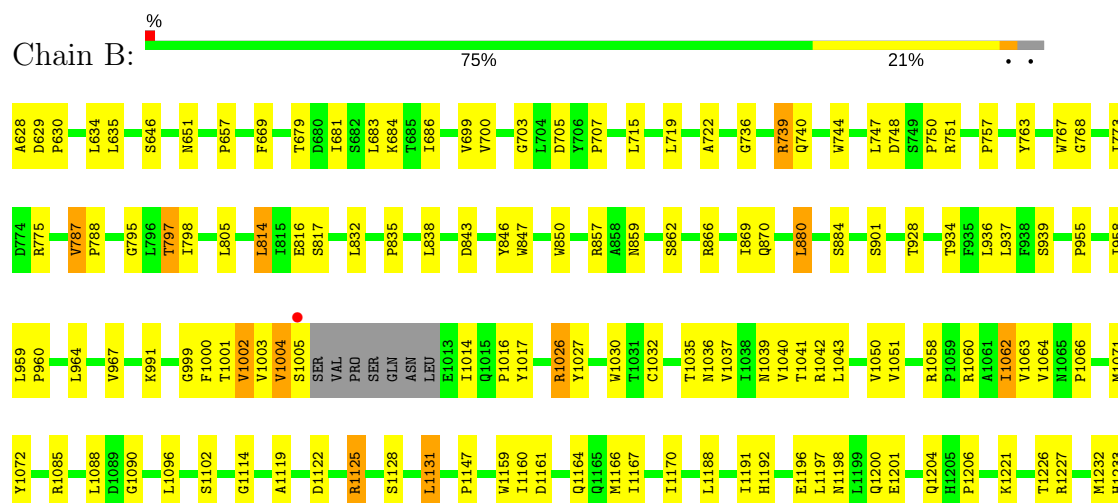 %
Chain B:
75% 21% • •
A628 D629 P630 L634 L635 S646 N651 P657 F669 T679 D680 I681 S682 L683 K684 T685 I686 V699 V700 G703 L704 D705 Y706 P707 L715 L719 A722 G736 R739 Q740 W744 L747 D748 S749 P750 R751 P757 Y763 W767 G768 I773
D774 R775 V787 P788 G795 L796 T797 I798 L805 L814 I815 E816 S817 L832 P835 L838 D843 Y846 W847 W850 R857 A858 N859 S862 R866 I869 Q870 L880 S884 S901 T928 T934 F935 L936 L937 F938 S939 P955 I958
L959 P960 L964 V967 K991 G999 F1000 T1001 V1002 V1003 V1004 S1005 SER VAL PRO SER GLN ASN LEU E1013 I1014 Q1015 P1016 Y1017 R1026 Y1027 W1030 T1031 C1032 T1035 N1036 V1037 I1038 N1039 V1040 T1041 R1042 L1043 V1050 V1051 R1058 P1059 R1060 A1061 I1062 V1063 V1064 N1065 P1066 M1071
Y1072 R1085 L1088 D1089 G1090 L1096 S1102 G1114 A1119 D1122 R1125 S1128 L1131 P1147 W1159 I1160 D1161 Q1164 Q1165 M1166 I1167 I1170 L1188 I1191 H1192 E1196 L1197 N1198 L1199 Q1200 E1201 Q1204 H1205 P1206 K1221 T1226 R1227 M1232 M1233